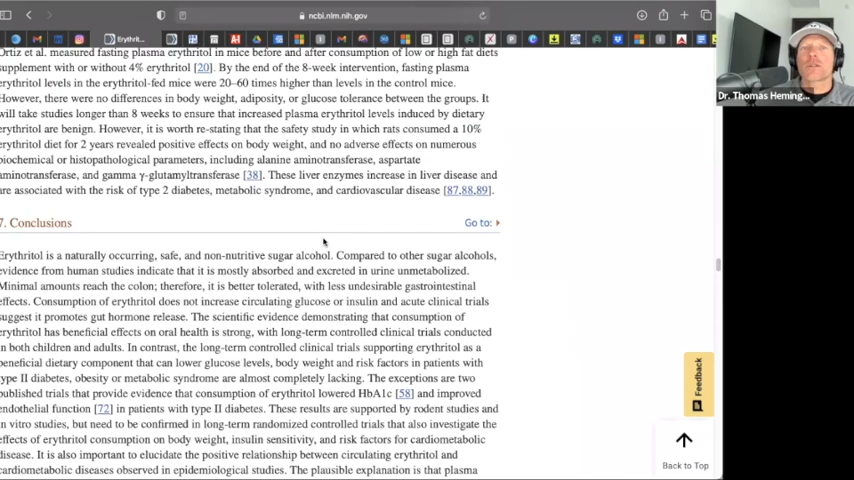 ncbi.nlm.nih.gov
Erythrit...
Ortiz et al. measured fasting plasma erythritol in mice before and after consumption of low or high fat diets
supplement with or without 4% erythritol [20]. By the end of the 8-week intervention, fasting plasma
erythritol levels in the erythritol-fed mice were 20–60 times higher than levels in the control mice.
However, there were no differences in body weight, adiposity, or glucose tolerance between the groups. It
will take studies longer than 8 weeks to ensure that increased plasma erythritol levels induced by dietary
erythritol are benign. However, it is worth re-stating that the safety study in which rats consumed a 10%
erythritol diet for 2 years revealed positive effects on body weight, and no adverse effects on numerous
biochemical or histopathological parameters, including alanine aminotransferase, aspartate
aminotransferase, and gamma γ-glutamyltransferase [38]. These liver enzymes increase in liver disease and
are associated with the risk of type 2 diabetes, metabolic syndrome, and cardiovascular disease [87,88,89].
7. Conclusions
Go to:
Erythritol is a naturally occurring, safe, and non-nutritive sugar alcohol. Compared to other sugar alcohols,
evidence from human studies indicate that it is mostly absorbed and excreted in urine unmetabolized.
Minimal amounts reach the colon; therefore, it is better tolerated, with less undesirable gastrointestinal
effects. Consumption of erythritol does not increase circulating glucose or insulin and acute clinical trials
suggest it promotes gut hormone release. The scientific evidence demonstrating that consumption of
erythritol has beneficial effects on oral health is strong, with long-term controlled clinical trials conducted
in both children and adults. In contrast, the long-term controlled clinical trials supporting erythritol as a
beneficial dietary component that can lower glucose levels, body weight and risk factors in patients with
type II diabetes, obesity or metabolic syndrome are almost completely lacking. The exceptions are two
published trials that provide evidence that consumption of erythritol lowered HbA1c [58] and improved
endothelial function [72] in patients with type II diabetes. These results are supported by rodent studies and
in vitro studies, but need to be confirmed in long-term randomized controlled trials that also investigate the
effects of erythritol consumption on body weight, insulin sensitivity, and risk factors for cardiometabolic
disease. It is also important to elucidate the positive relationship between circulating erythritol and
cardiometabolic diseases observed in epidemiological studies. The plausible explanation is that plasma
Feedback
Back to Top
Dr. Thomas Heming...